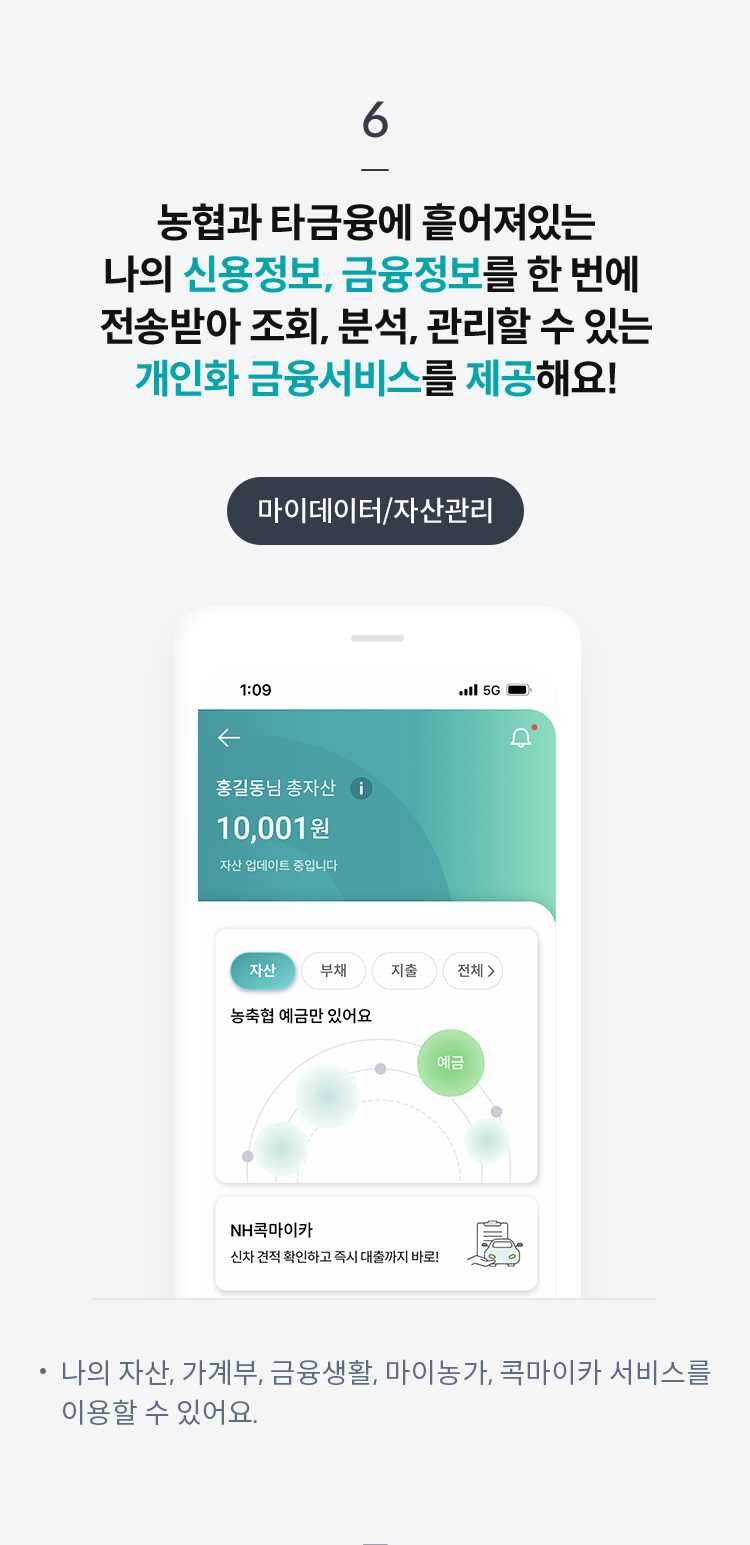 6
농협과 타금융에 흩어져있는
나의 신용정보, 금융정보를 한 번에
전송받아 조회, 분석, 관리할 수 있는
개인화 금융서비스를 제공해요!
마이데이터/자산관리
1:09 5G
홍길동님 총자산 i
10,001원
자산 업데이트 중입니다
자산 부채 지출 전체
농축협 예금만 있어요
예금
NH콕마이카
신차 견적 확인하고 즉시 대출까지 바로!
• 나의 자산, 가계부, 금융생활, 마이농가, 콕마이카 서비스를
이용할 수 있어요.